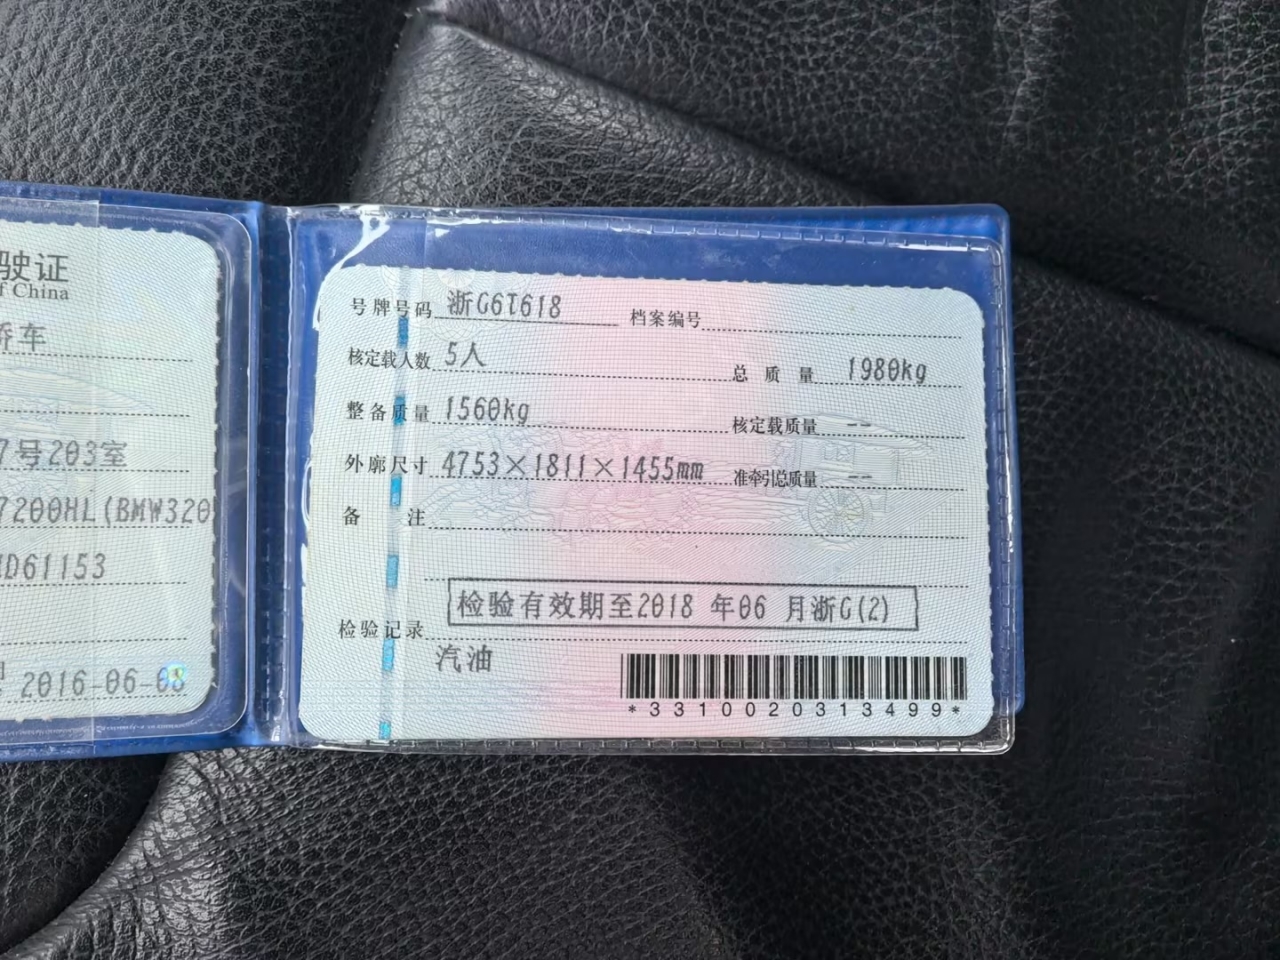 驶证
f China
轿车
7号203室
7200HL(BMW320
D61153
2016-06-08
号牌号码 浙G6T618 档案编号
核定载人数 5人 总质量 1980kg
整备质量 1560kg 核定载质量 --
外廓尺寸 4753×1811×1455mm 准牵引总质量 --
备注
检验有效期至2018 年06 月浙G(2)
检验记录
汽油
*3310020313499*